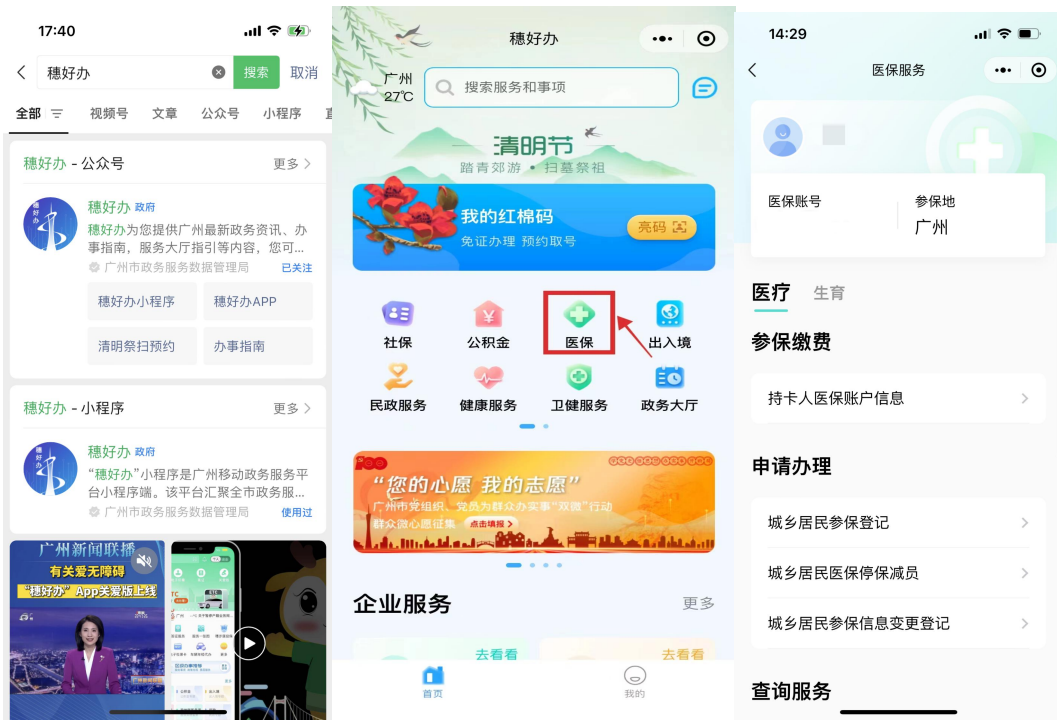 17:40
穗好办
搜索
取消
全部
视频号
文章
公众号
小程序
穗好办 - 公众号
更多
穗好办 政府
穗好办为您提供广州最新政务资讯、办
事指南，服务大厅指引等内容，您可...
广州市政务服务数据管理局
已关注
穗好办小程序
穗好办APP
清明祭扫预约
办事指南
穗好办 - 小程序
更多
穗好办 政府
“穗好办”小程序是广州移动政务服务平
台小程序端。该平台汇聚全市政务服...
广州市政务服务数据管理局
使用过
广州新闻联播
有关爱无障碍
“穗好办”App关爱版上线
穗好办
广州
27℃
搜索服务和事项
清明节
踏青郊游 • 扫墓祭祖
我的红棉码
免证办理 预约取号
亮码
社保
公积金
医保
出入境
民政服务
健康服务
卫健服务
政务大厅
“您的心愿 我的志愿”
广州市党组织、党员为群众办实事“双微”行动
群众微心愿征集
点击填报
企业服务
更多
去看看
去看看
首页
我的
14:29
医保服务
医保账号
参保地
广州
医疗
生育
参保缴费
持卡人医保账户信息
申请办理
城乡居民参保登记
城乡居民医保停保减员
城乡居民参保信息变更登记
查询服务